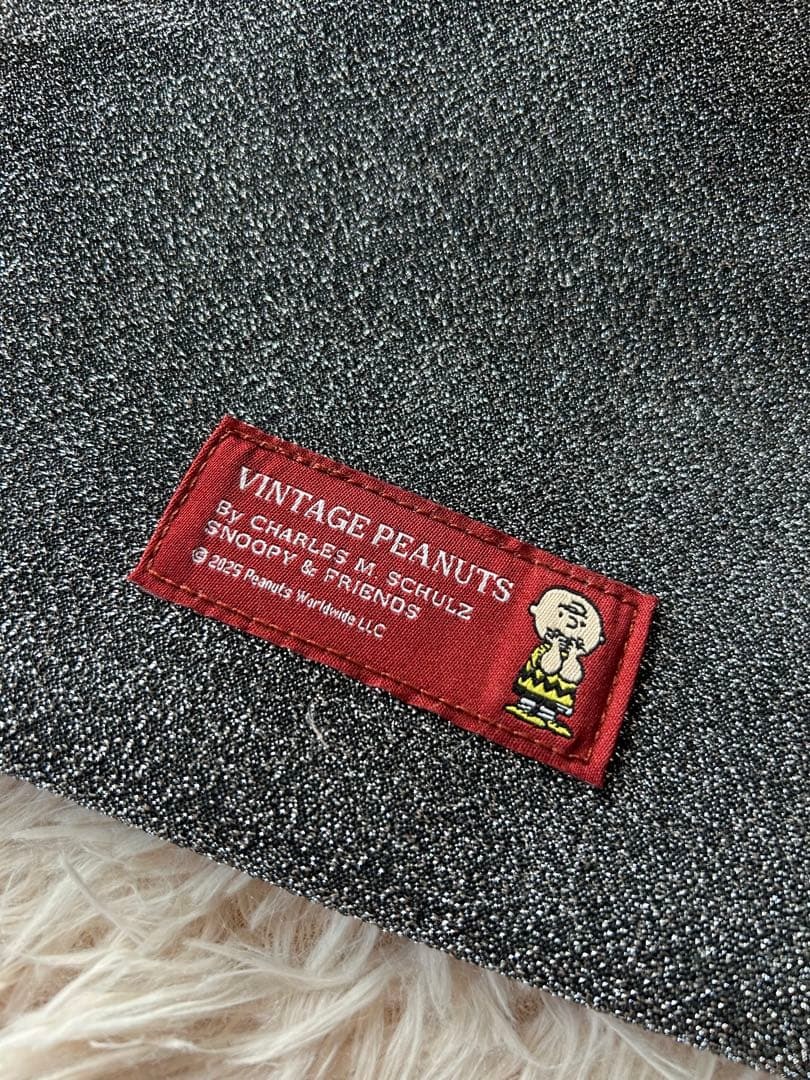 VINTAGE PEANUTS
By CHARLES M. SCHULZ
SNOOPY & FRIENDS
© 2025 Peanuts Worldwide LLC